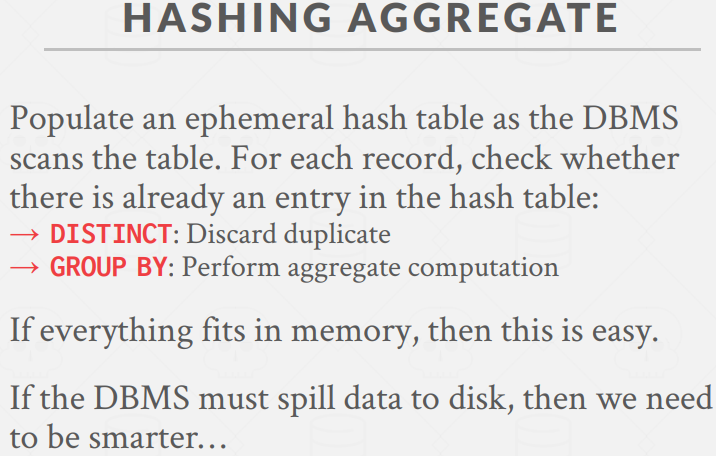 HASHING AGGREGATE
Populate an ephemeral hash table as the DBMS
scans the table. For each record, check whether
there is already an entry in the hash table:
→ DISTINCT: Discard duplicate
→ GROUP BY: Perform aggregate computation
If everything fits in memory, then this is easy.
If the DBMS must spill data to disk, then we need
to be smarter…